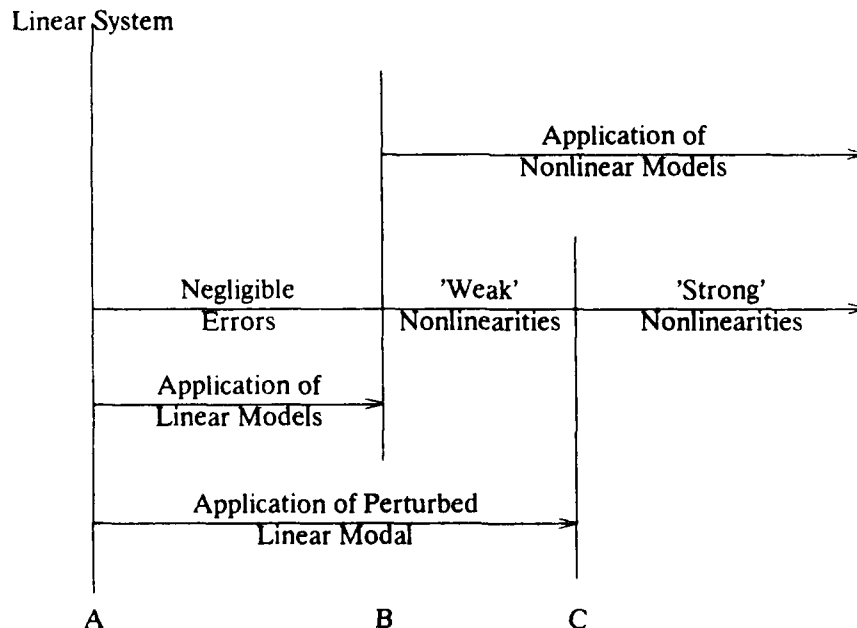 Linear System
Application of
Nonlinear Models
Negligible
Errors
'Weak'
Nonlinearities
'Strong'
Nonlinearities
Application of
Linear Models
Application of Perturbed
Linear Modal
A
B
C